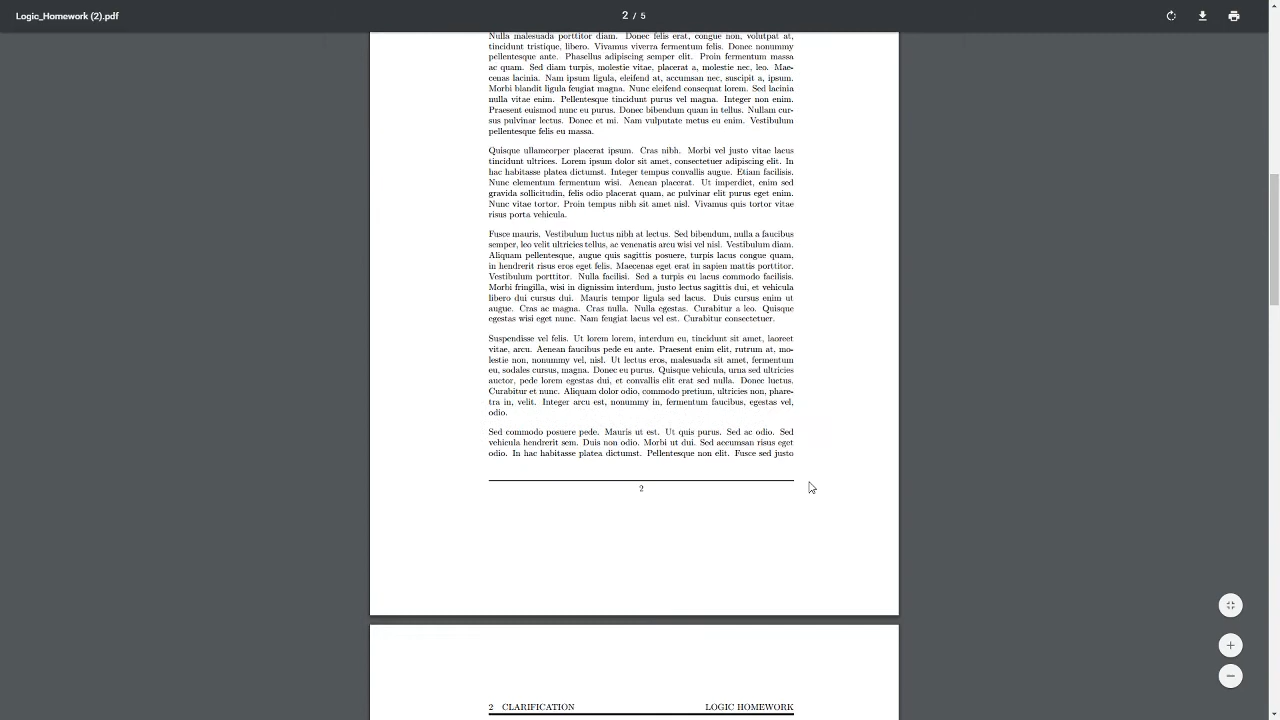 Logic_Homework (2).pdf
2 / 5
Nulla malesuada porttitor diam. Donec felis erat, congue non, volutpat at,
tincidunt tristique, libero. Vivamus viverra fermentum felis. Donec nonummy
pellentesque ante. Phasellus adipiscing semper elit. Proin fermentum massa
ac quam. Sed diam turpis, molestie vitae, placerat a, molestie nec, leo. Mae-
cenas lacinia. Nam ipsum ligula, eleifend at, accumsan nec, suscipit a, ipsum.
Morbi blandit ligula feugiat magna. Nunc eleifend consequat lorem. Sed lacinia
nulla vitae enim. Pellentesque tincidunt purus vel magna. Integer non enim.
Praesent euismod nunc eu purus. Donec bibendum quam in tellus. Nullam cur-
sus pulvinar lectus. Donec et mi. Nam vulputate metus eu enim. Vestibulum
pellentesque felis eu massa.
Quisque ullamcorper placerat ipsum. Cras nibh. Morbi vel justo vitae lacus
tincidunt ultrices. Lorem ipsum dolor sit amet, consectetuer adipiscing elit. In
hac habitasse platea dictumst. Integer tempus convallis augue. Etiam facilisis.
Nunc elementum fermentum wisi. Aenean placerat. Ut imperdiet, enim sed
gravida sollicitudin, felis odio placerat quam, ac pulvinar elit purus eget enim.
Nunc vitae tortor. Proin tempus nibh sit amet nisl. Vivamus quis tortor vitae
risus porta vehicula.
Fusce mauris. Vestibulum luctus nibh at lectus. Sed bibendum, nulla a faucibus
semper, leo velit ultricies tellus, ac venenatis arcu wisi vel nisl. Vestibulum diam.
Aliquam pellentesque, augue quis sagittis posuere, turpis lacus congue quam,
in hendrerit risus eros eget felis. Maecenas eget erat in sapien mattis porttitor.
Vestibulum porttitor. Nulla facilisi. Sed a turpis eu lacus commodo facilisis.
Morbi fringilla, wisi in dignissim interdum, justo lectus sagittis dui, et vehicula
libero dui cursus dui. Mauris tempor ligula sed lacus. Duis cursus enim ut
augue. Cras ac magna. Cras nulla. Nulla egestas. Curabitur a leo. Quisque
egestas wisi eget nunc. Nam feugiat lacus vel est. Curabitur consectetuer.
Suspendisse vel felis. Ut lorem lorem, interdum eu, tincidunt sit amet, laoreet
vitae, arcu. Aenean faucibus pede eu ante. Praesent enim elit, rutrum at, mo-
lestie non, nonummy vel, nisl. Ut lectus eros, malesuada sit amet, fermentum
eu, sodales cursus, magna. Donec eu purus. Quisque vehicula, urna sed ultricies
auctor, pede lorem egestas dui, et convallis elit erat sed nulla. Donec luctus.
Curabitur et nunc. Aliquam dolor odio, commodo pretium, ultricies non, phare-
tra in, velit. Integer arcu est, nonummy in, fermentum faucibus, egestas vel,
odio.
Sed commodo posuere pede. Mauris ut est. Ut quis purus. Sed ac odio. Sed
vehicula hendrerit sem. Duis non odio. Morbi ut dui. Sed accumsan risus eget
odio. In hac habitasse platea dictumst. Pellentesque non elit. Fusce sed justo
2
2 CLARIFICATION LOGIC HOMEWORK